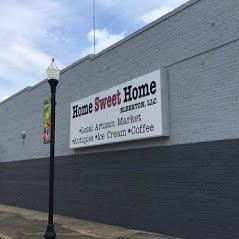 Home Sweet Home
ELBERTON, LLC
•Local Artisan Market
•Antiques •Ice Cream •Coffee